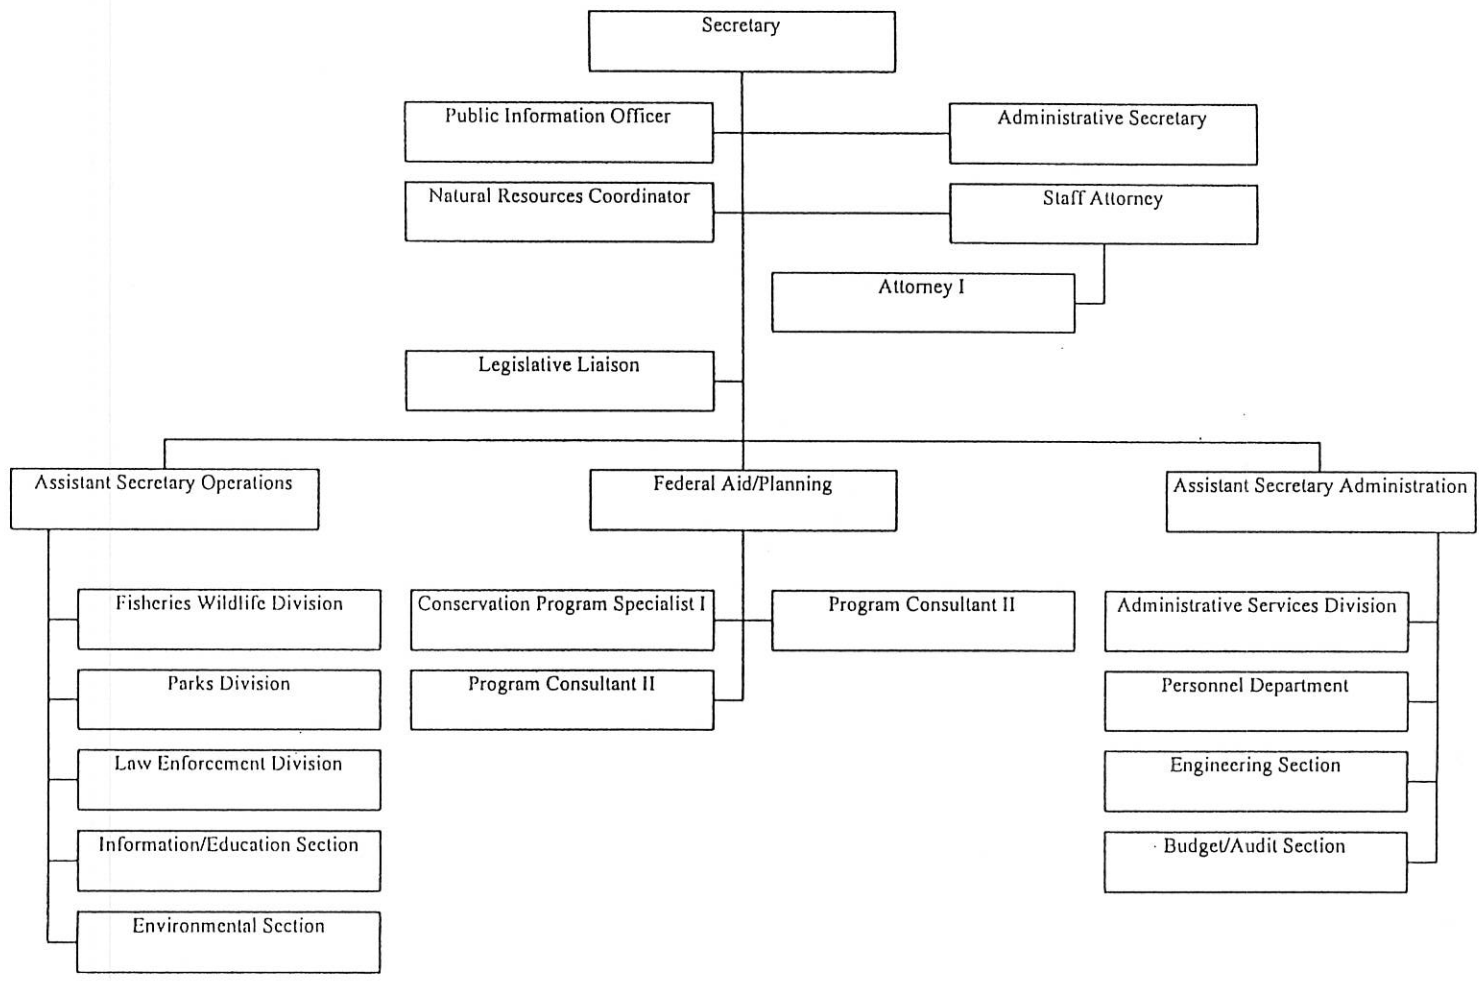 Secretary
Public Information Officer
Administrative Secretary
Natural Resources Coordinator
Staff Attorney
Attorney I
Legislative Liaison
Assistant Secretary Operations
Federal Aid/Planning
Assistant Secretary Administration
Fisheries Wildlife Division
Conservation Program Specialist I
Program Consultant II
Administrative Services Division
Parks Division
Program Consultant II
Personnel Department
Law Enforcement Division
Engineering Section
Information/Education Section
Budget/Audit Section
Environmental Section